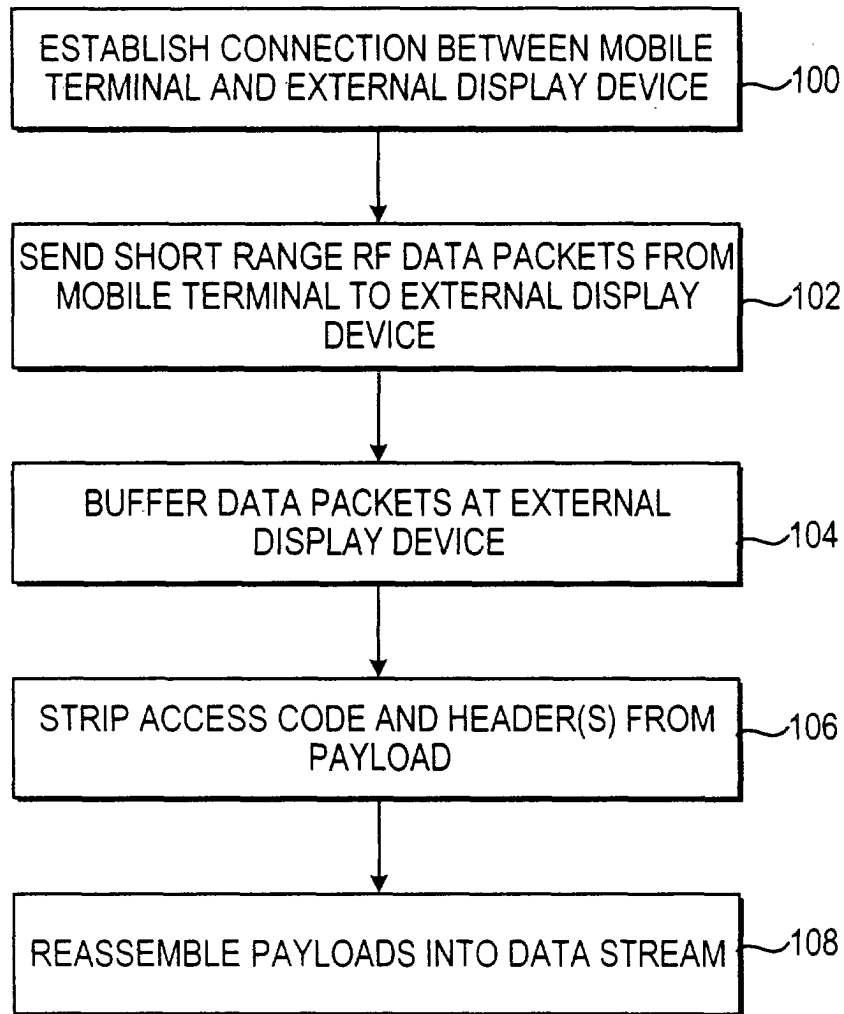 ESTABLISH CONNECTION BETWEEN MOBILE
TERMINAL AND EXTERNAL DISPLAY DEVICE
100
SEND SHORT RANGE RF DATA PACKETS FROM
MOBILE TERMINAL TO EXTERNAL DISPLAY
DEVICE
102
BUFFER DATA PACKETS AT EXTERNAL
DISPLAY DEVICE
104
STRIP ACCESS CODE AND HEADER(S) FROM
PAYLOAD
106
REASSEMBLE PAYLOADS INTO DATA STREAM
108